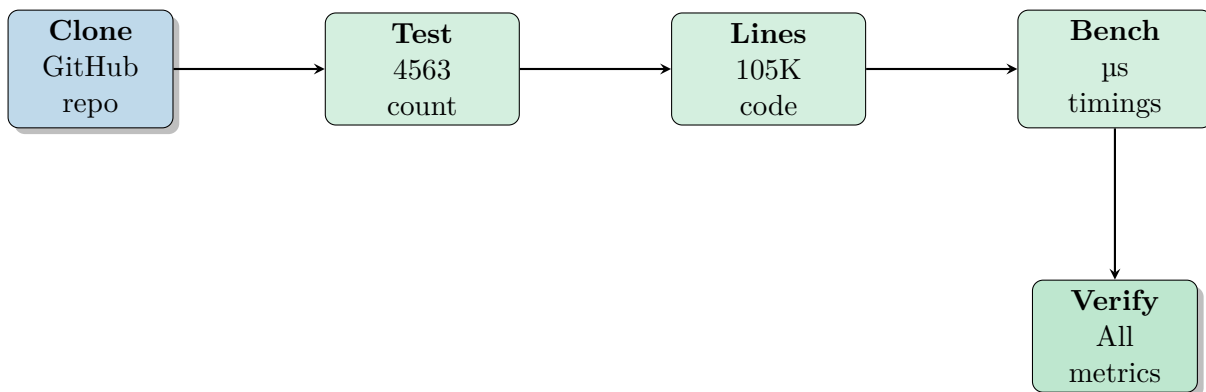 Clone
GitHub
repo
Test
4563
count
Lines
105K
code
Bench
µs
timings
Verify
All
metrics